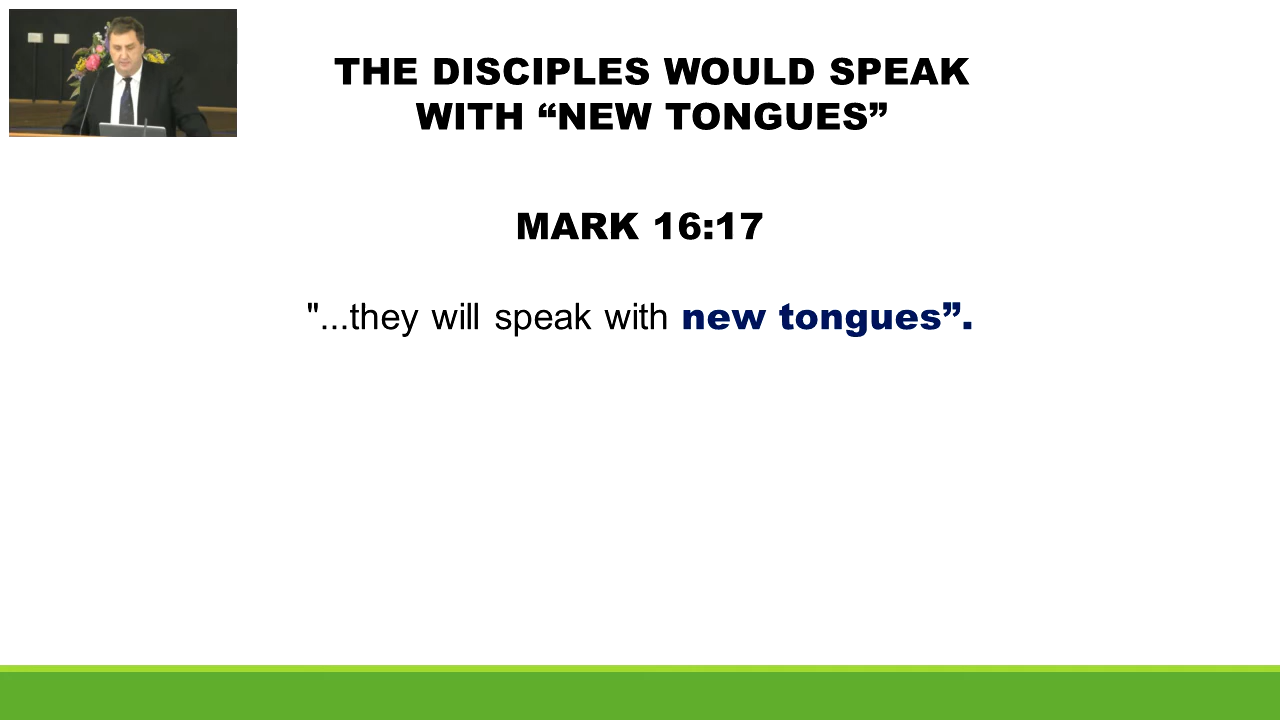 THE DISCIPLES WOULD SPEAK
WITH “NEW TONGUES”
MARK 16:17
"...they will speak with new tongues”.